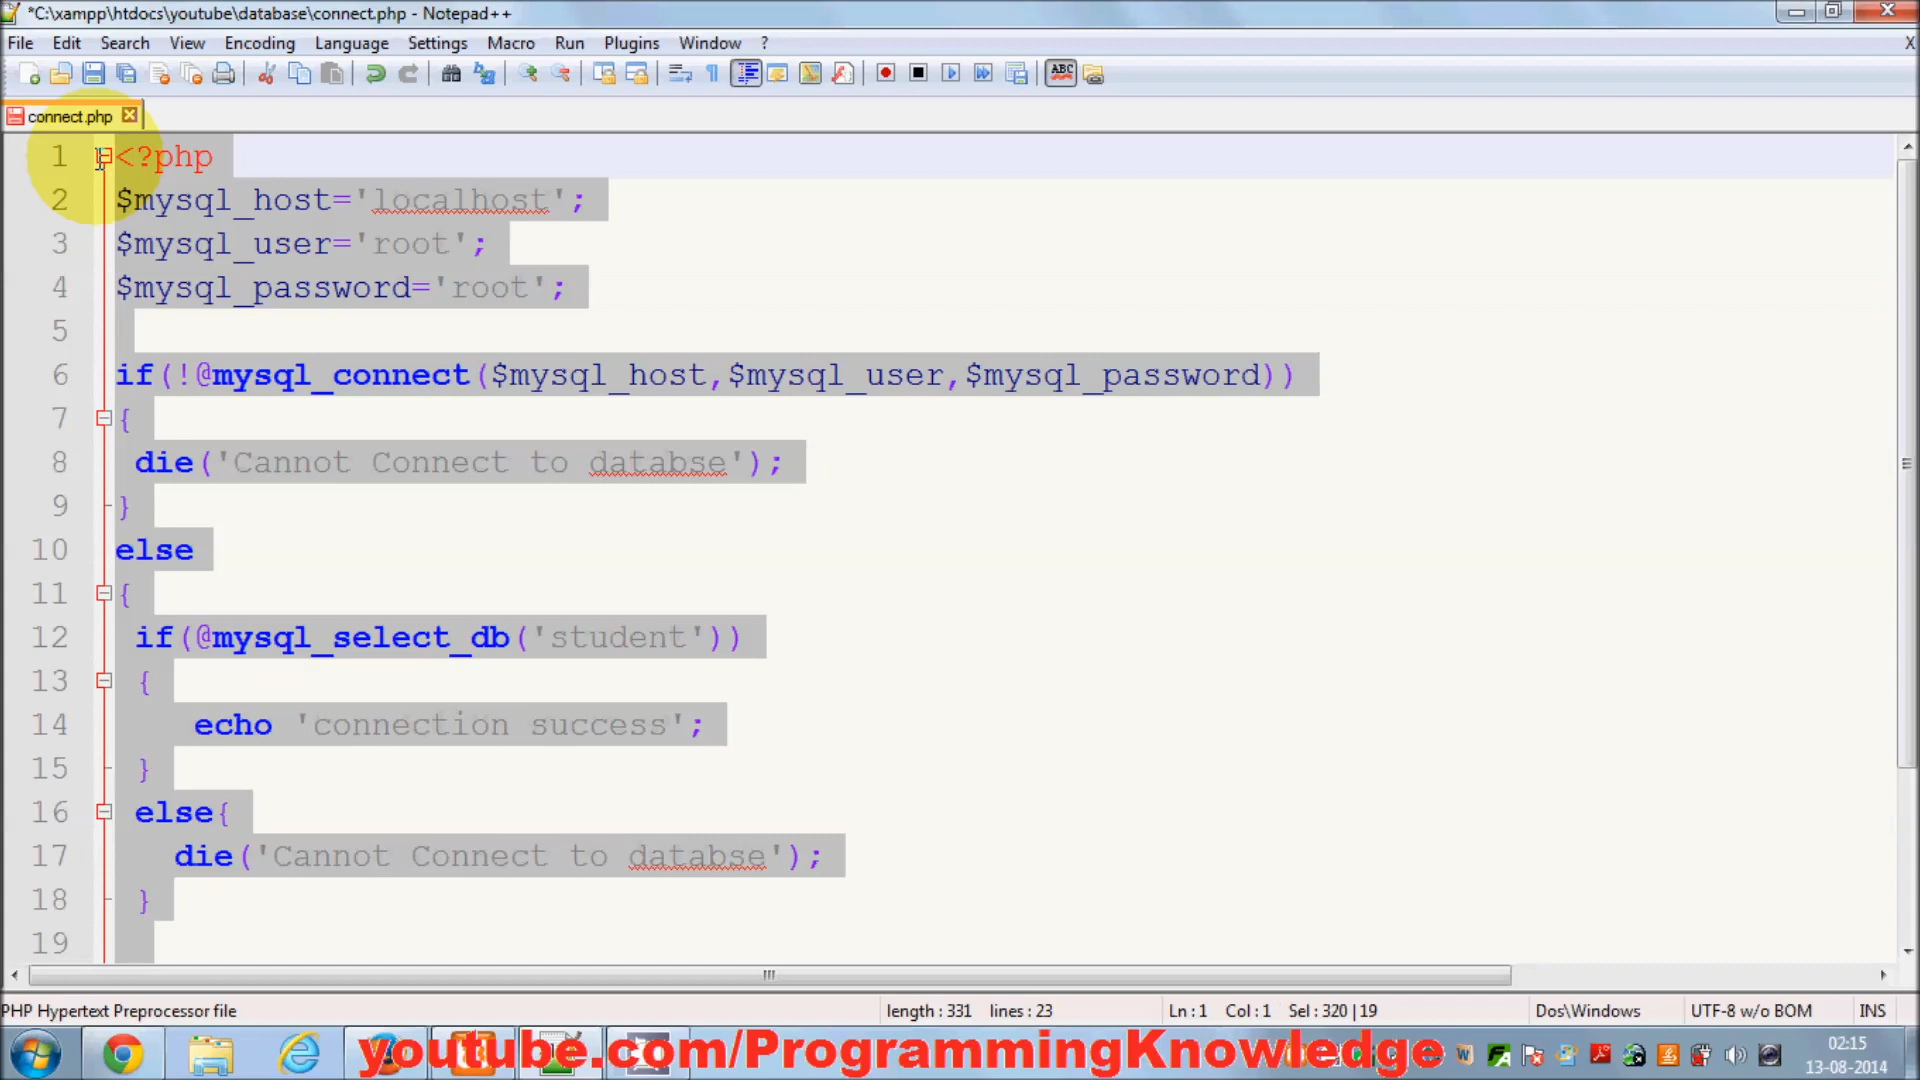 *C:\xampp\htdocs\youtube\database\connect.php - Notepad++
File Edit Search View Encoding Language Settings Macro Run Plugins Window ? X
ABC
connect.php
1 <?php
2 $mysql_host='localhost';
3 $mysql_user='root';
4 $mysql_password='root';
5
6 if(!@mysql_connect($mysql_host,$mysql_user,$mysql_password))
7 {
8 die('Cannot Connect to databse');
9 }
10 else
11 {
12 if(@mysql_select_db('student'))
13 {
14 echo 'connection success';
15 }
16 else{
17 die('Cannot Connect to databse');
18 }
19
PHP Hypertext Preprocessor file length : 331 lines : 23 Ln : 1 Col : 1 Sel : 320 | 19 Dos\Windows UTF-8 w/o BOM INS
youtube.com/ProgrammingKnowledge
02:15
13-08-2014